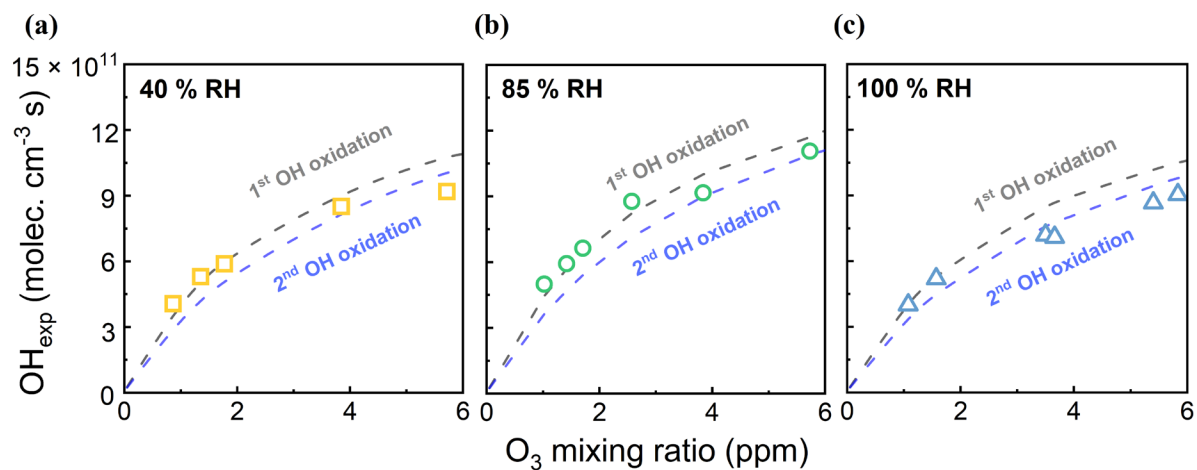 (a)
(b)
(c)
15 × 10¹¹
12
9
6
3
0
OHexp (molec. cm⁻³ s)
40 % RH
1st OH oxidation
2nd OH oxidation
0
2
4
6
85 % RH
1st OH oxidation
2nd OH oxidation
0
2
4
6
100 % RH
1st OH oxidation
2nd OH oxidation
0
2
4
6
O₃ mixing ratio (ppm)